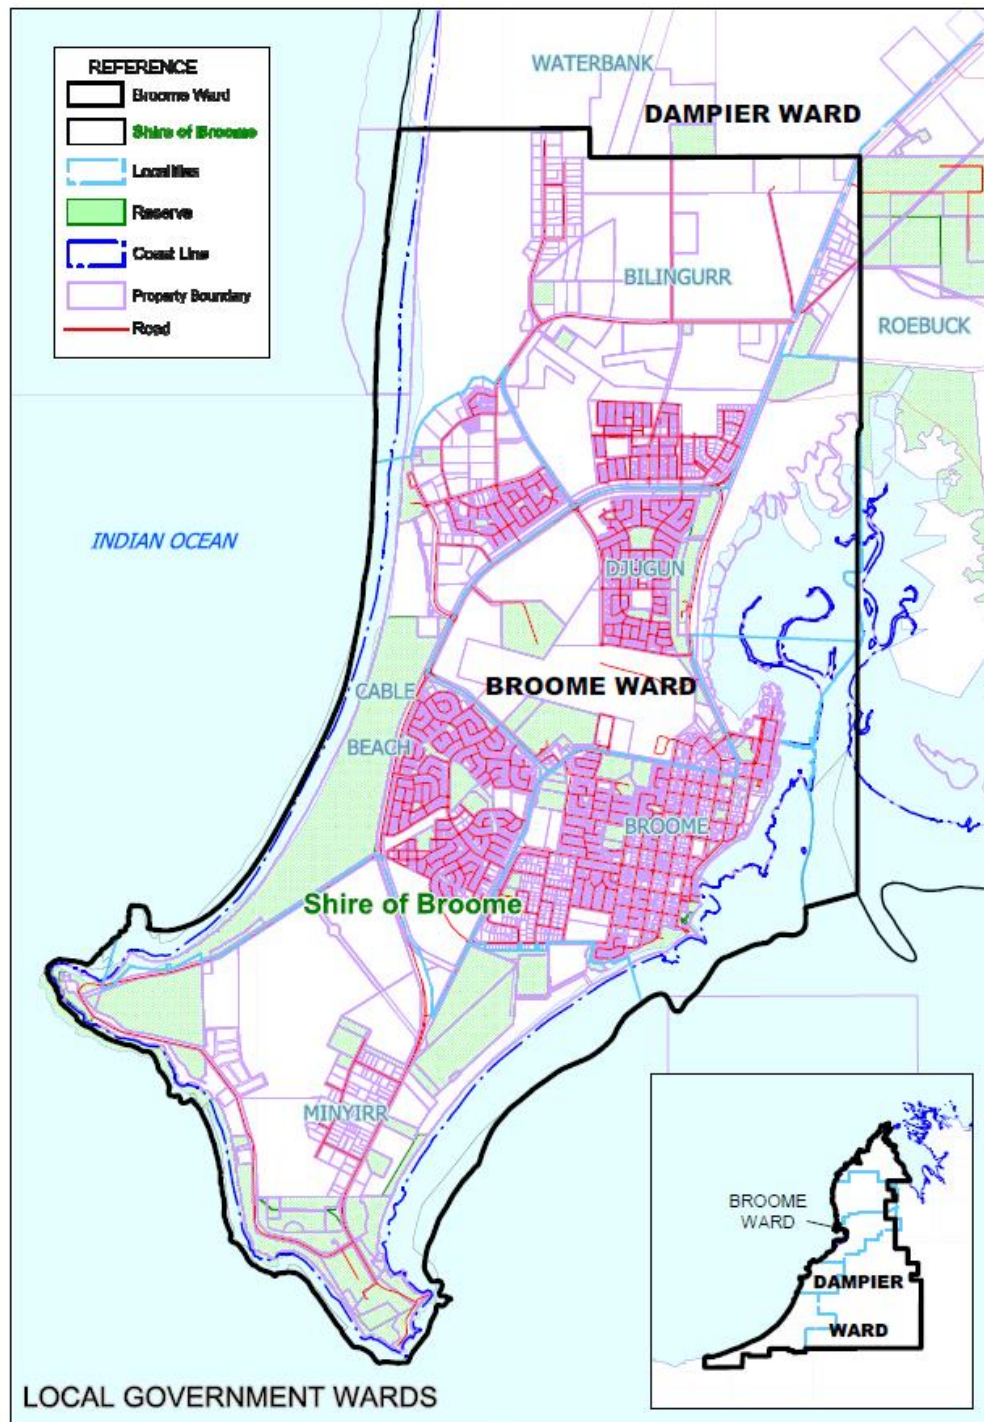 REFERENCE
Broome Ward
Shire of Broome
Localities
Reserve
Coast Line
Property Boundary
Road
WATERBANK
DAMPIER WARD
BILINGURR
ROEBUCK
INDIAN OCEAN
DJUGUN
CABLE
BEACH
BROOME WARD
BROOME
Shire of Broome
MINYIRR
BROOME
WARD
DAMPIER
WARD
LOCAL GOVERNMENT WARDS